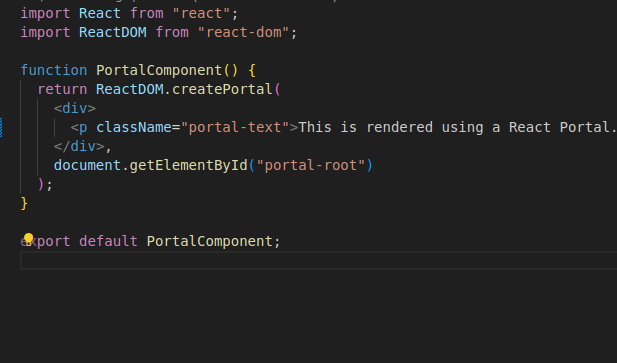 import React from "react";
import ReactDOM from "react-dom";
function PortalComponent() {
return ReactDOM.createPortal(
<div>
<p className="portal-text">This is rendered using a React Portal.
</div>,
document.getElementById("portal-root")
);
}
export default PortalComponent;